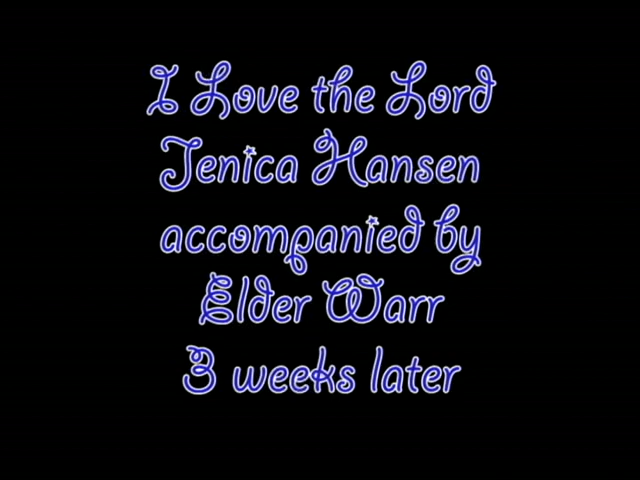 I Love the Lord
Jenica Hansen
accompanied by
Elder Warr
3 weeks later